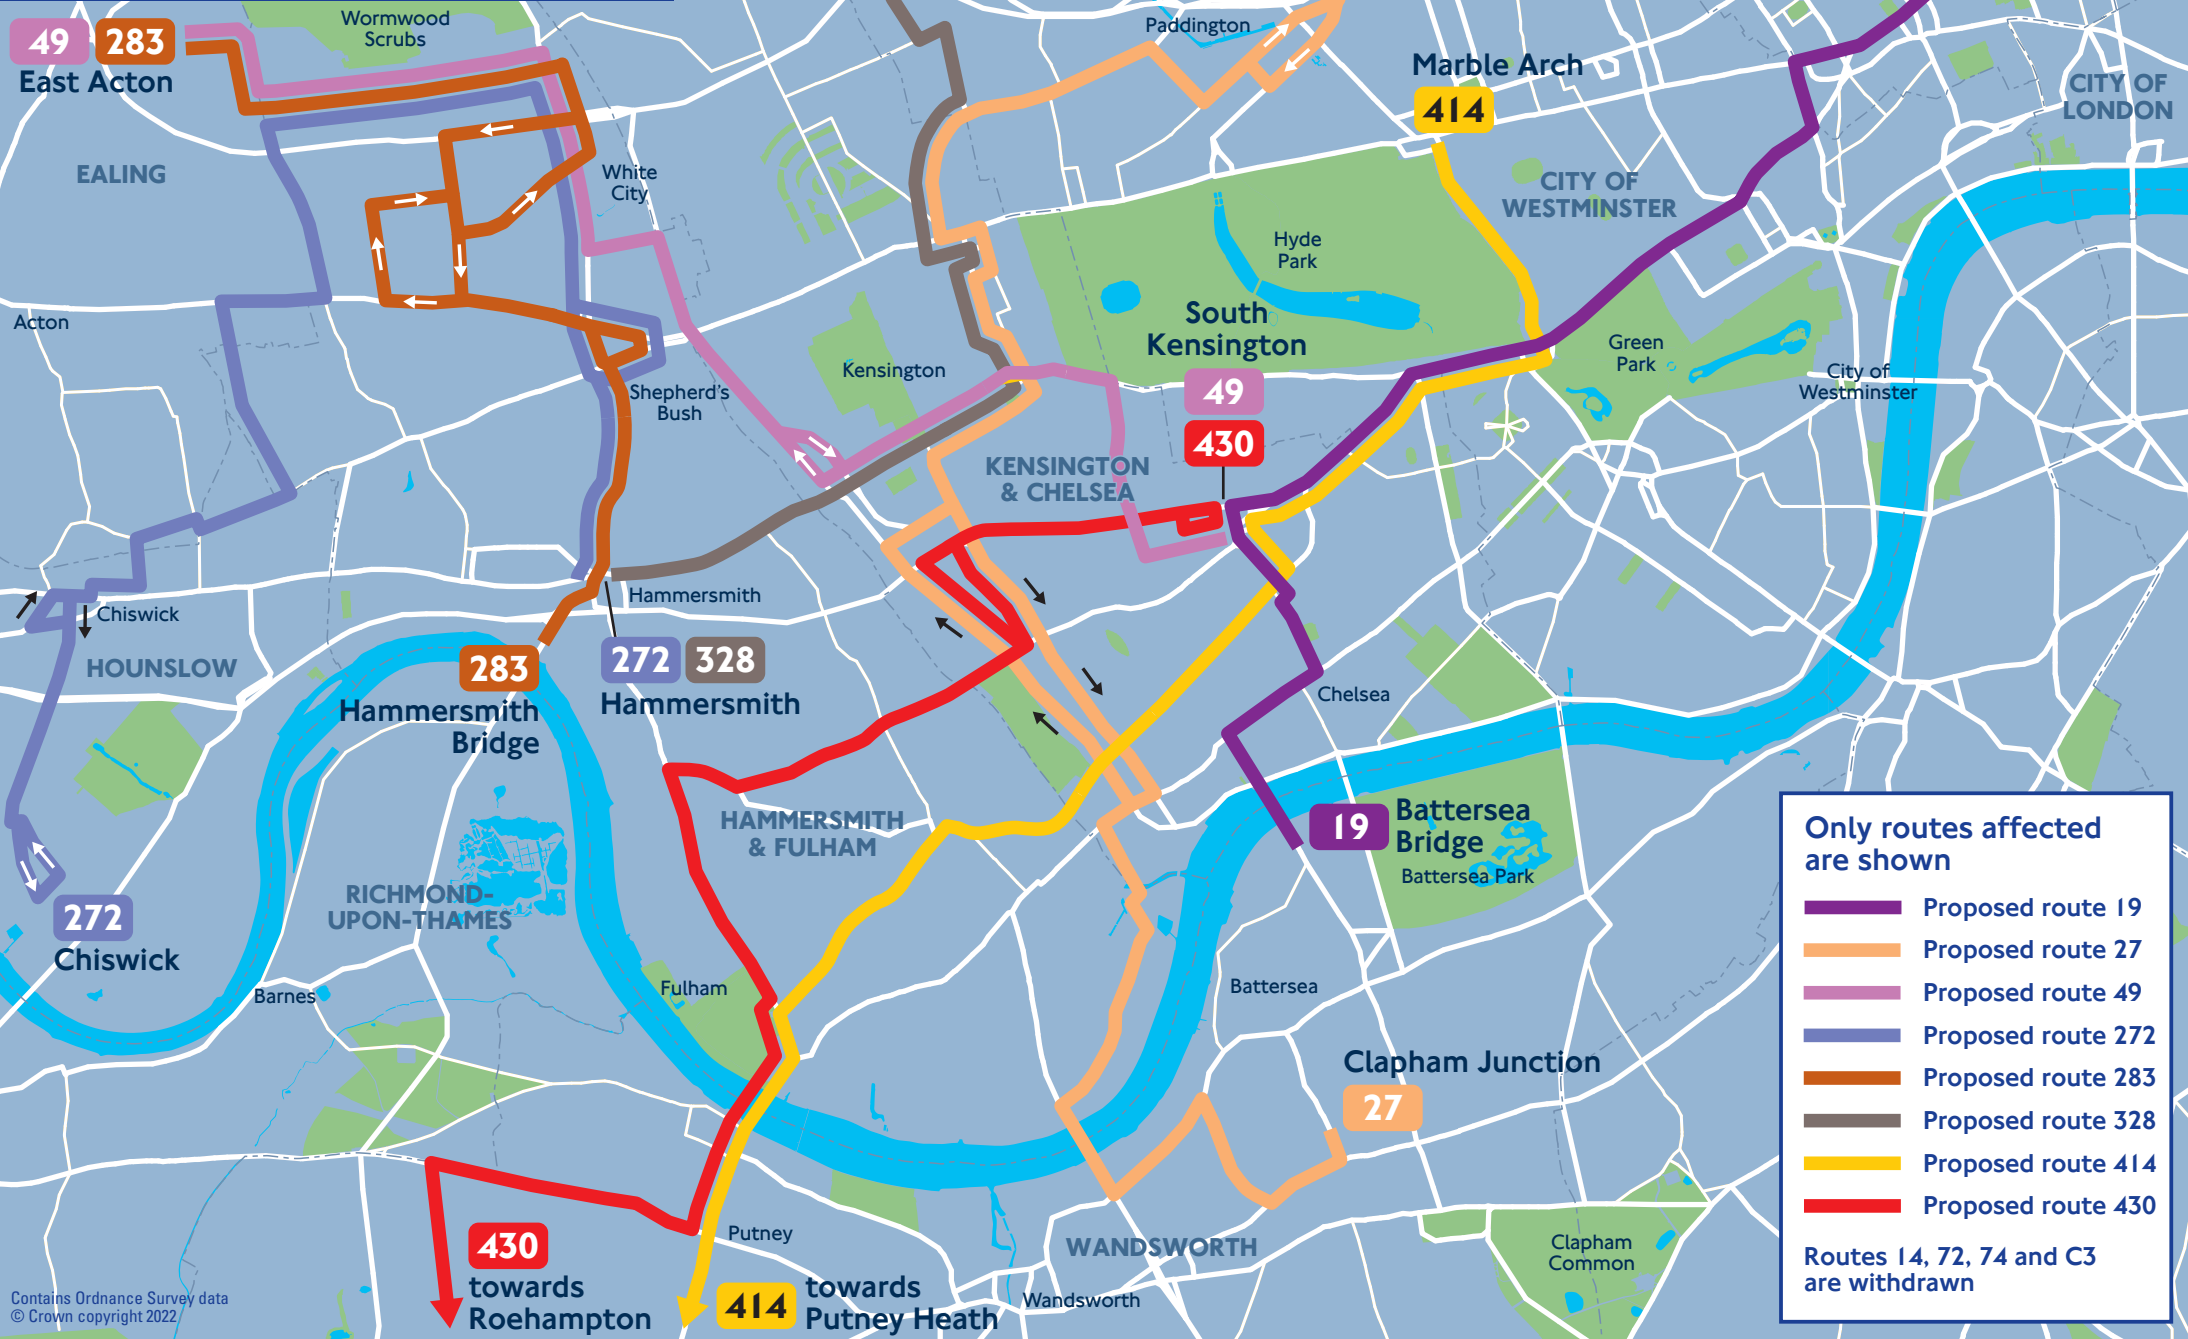 Wormwood
Scrubs
Paddington
49 283
East Acton
Marble Arch
414
CITY OF
LONDON
EALING
White
City
CITY OF
WESTMINSTER
Hyde
Park
Acton
South
Kensington
49
430
Green
Park
City of
Westminster
Kensington
Shepherd's
Bush
KENSINGTON
& CHELSEA
Chiswick
Hammersmith
HOUNSLOW
283
Hammersmith
Bridge
272 328
Hammersmith
Chelsea
HAMMERSMITH
& FULHAM
19
Battersea
Bridge
Battersea Park
RICHMOND-
UPON-THAMES
272
Chiswick
Barnes
Fulham
Battersea
Clapham Junction
27
Putney
WANDSWORTH
Clapham
Common
Wandsworth
430
towards
Roehampton
414
towards
Putney Heath
Only routes affected
are shown
Proposed route 19
Proposed route 27
Proposed route 49
Proposed route 272
Proposed route 283
Proposed route 328
Proposed route 414
Proposed route 430
Routes 14, 72, 74 and C3
are withdrawn
Contains Ordnance Survey data
© Crown copyright 2022